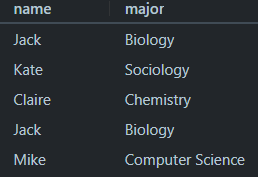 name major
Jack Biology
Kate Sociology
Claire Chemistry
Jack Biology
Mike Computer Science